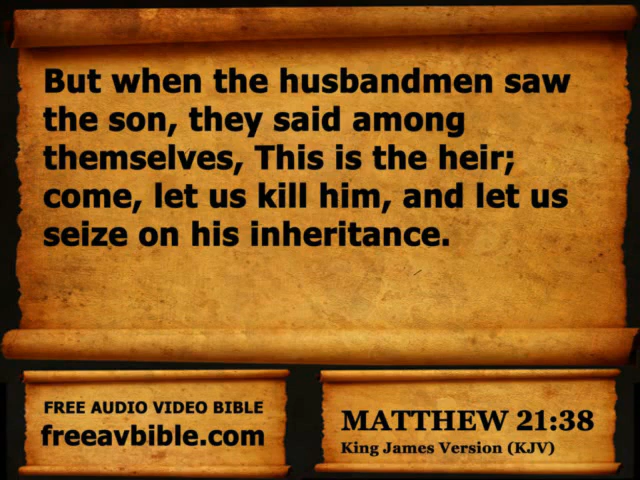 But when the husbandmen saw
the son, they said among
themselves, This is the heir;
come, let us kill him, and let us
seize on his inheritance.
FREE AUDIO VIDEO BIBLE
freeavbible.com
MATTHEW 21:38
King James Version (KJV)